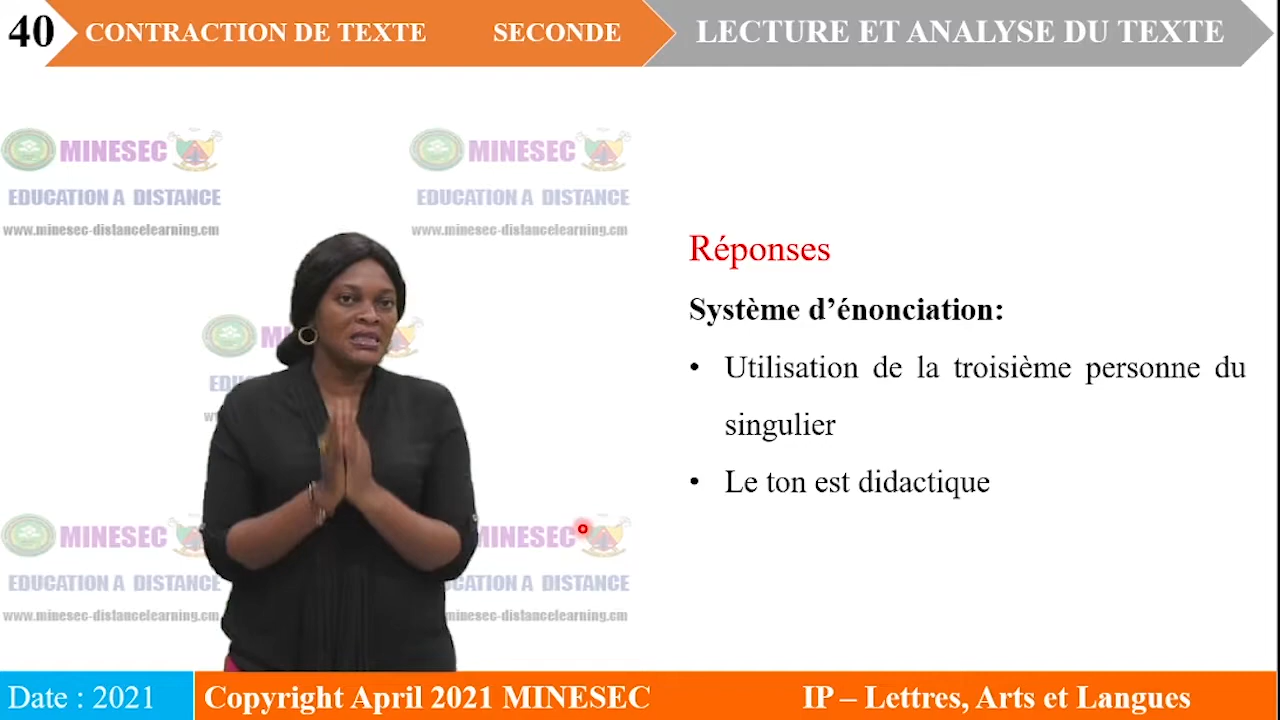 40 CONTRACTION DE TEXTE SECONDE LECTURE ET ANALYSE DU TEXTE
MINESEC MINESEC
EDUCATION A DISTANCE EDUCATION A DISTANCE
www.minesec-distancelearning.cm www.minesec-distancelearning.cm
Réponses
Système d’énonciation:
• Utilisation de la troisième personne du
singulier
• Le ton est didactique
MINESEC MINESEC
EDUCATION A DISTANCE DISTANCE
www.minesec-distancelearning.cm minesec-distancelearning.cm
Date : 2021 Copyright April 2021 MINESEC IP – Lettres, Arts et Langues